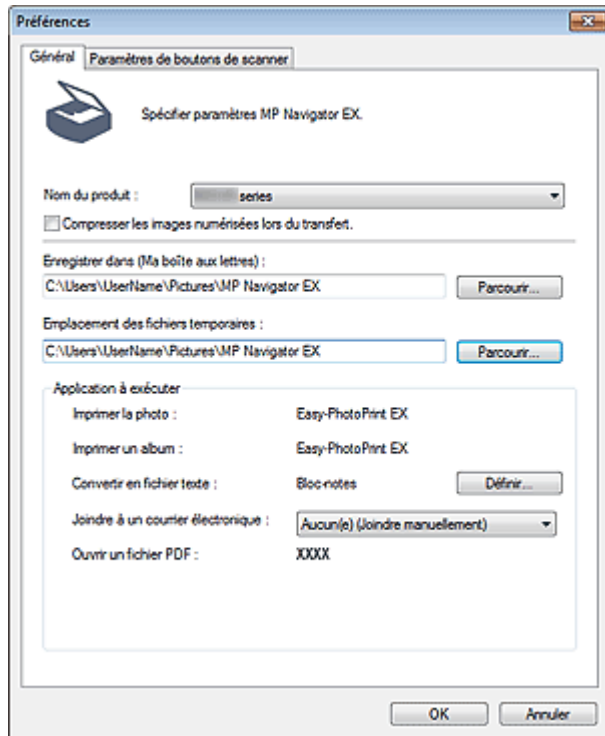 Préférences
Général
Paramètres de boutons de scanner
Spécifier paramètres MP Navigator EX.
Nom du produit : series
Compresser les images numérisées lors du transfert.
Enregistrer dans (Ma boîte aux lettres) :
C:\Users\UserName\Pictures\MP Navigator EX Parcourir...
Emplacement des fichiers temporaires :
C:\Users\UserName\Pictures\MP Navigator EX Parcourir...
Application à exécuter
Imprimer la photo : Easy-PhotoPrint EX
Imprimer un album : Easy-PhotoPrint EX
Convertir en fichier texte : Bloc-notes Définir...
Joindre à un courrier électronique : Aucun(e) (Joindre manuellement)
Ouvrir un fichier PDF : XXXX
OK Annuler